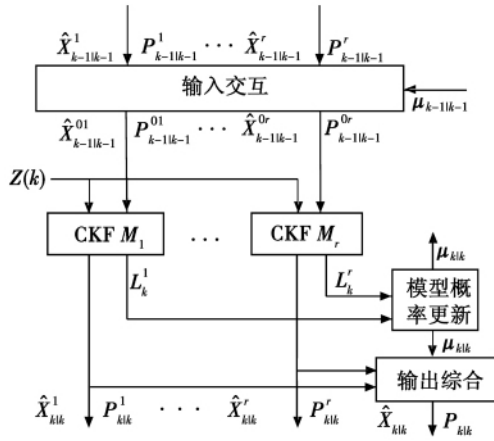 X̂¹ₖ₋₁|ₖ₋₁ P¹ₖ₋₁|ₖ₋₁ · · · X̂ʳₖ₋₁|ₖ₋₁ Pʳₖ₋₁|ₖ₋₁
输入交互
μₖ₋₁|ₖ₋₁
X̂⁰¹ₖ₋₁|ₖ₋₁ P⁰¹ₖ₋₁|ₖ₋₁ · · · X̂⁰ʳₖ₋₁|ₖ₋₁ P⁰ʳₖ₋₁|ₖ₋₁
Z(k)
CKF M₁ · · · CKF Mᵣ
μₖ|ₖ
L¹ₖ Lʳₖ
模型概
率更新
μₖ|ₖ
输出综合
X̂¹ₖ|ₖ P¹ₖ|ₖ · · · X̂ʳₖ|ₖ Pʳₖ|ₖ X̂ₖ|ₖ Pₖ|ₖ